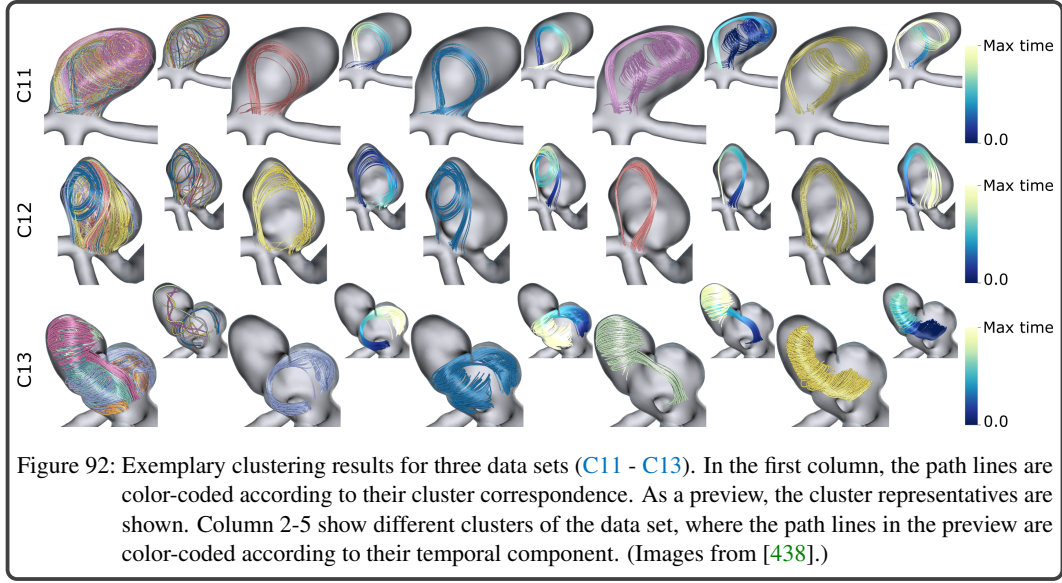 C11
Max time
0.0
C12
Max time
0.0
C13
Max time
0.0
Figure 92: Exemplary clustering results for three data sets (C11 - C13). In the first column, the path lines are
color-coded according to their cluster correspondence. As a preview, the cluster representatives are
shown. Column 2-5 show different clusters of the data set, where the path lines in the preview are
color-coded according to their temporal component. (Images from [438].)